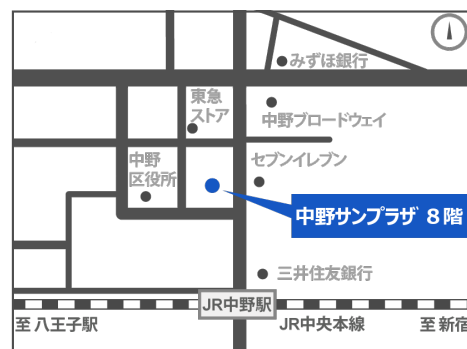 みずほ銀行
東急
ストア
中野ブロードウェイ
中野
区役所
セブンイレブン
中野サンプラザ 8階
三井住友銀行
JR中野駅
至 八王子駅
JR中央本線
至 新宿